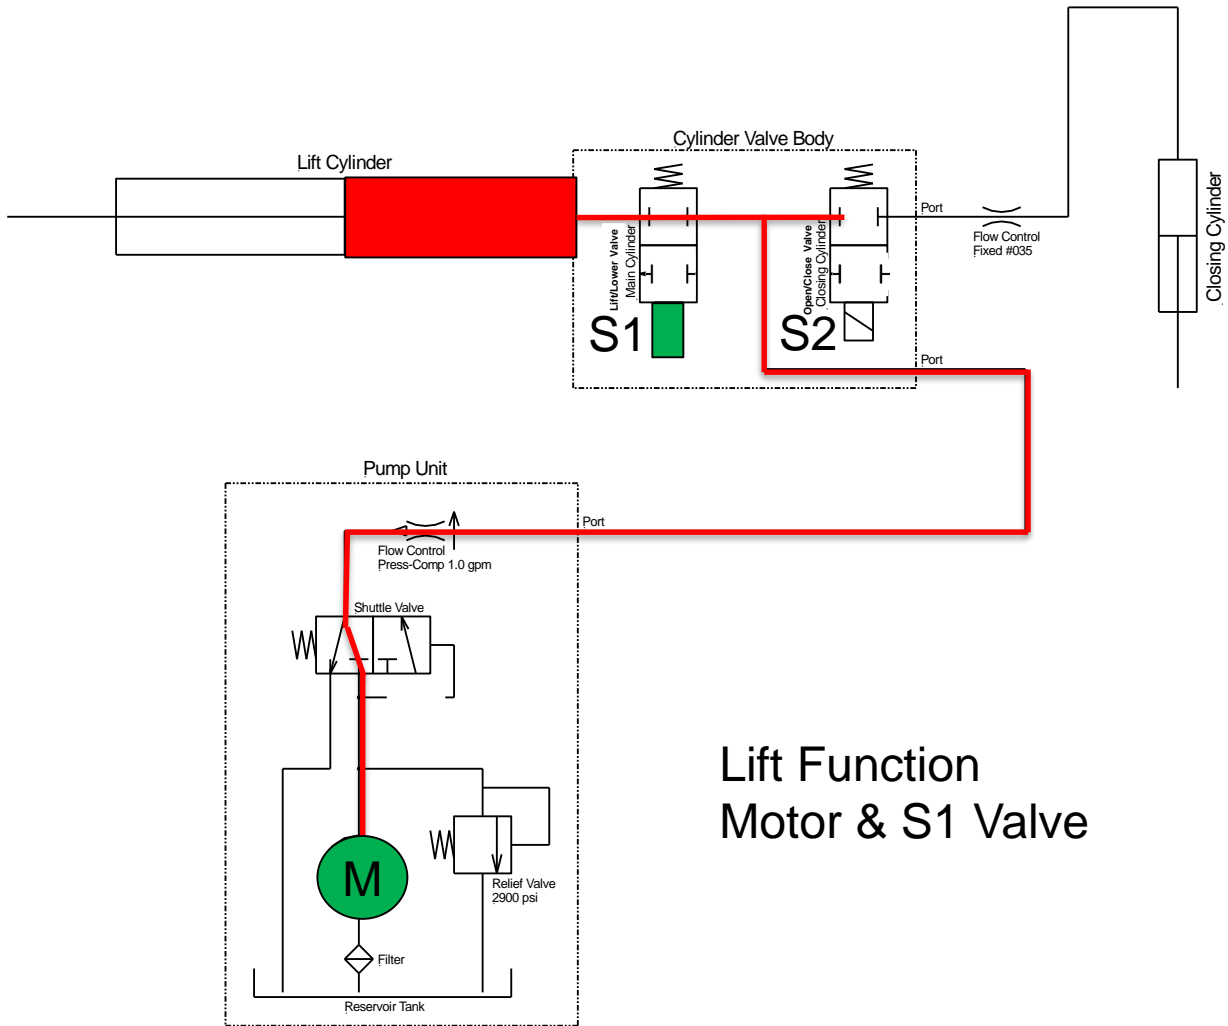 Cylinder Valve Body
Lift Cylinder
Lift/Lower Valve
Main Cylinder
S1
Open/Close Valve
Closing Cylinder
S2
Port
Flow Control
Fixed #035
Closing Cylinder
Port
Pump Unit
Port
Flow Control
Press-Comp 1.0 gpm
Shuttle Valve
M
Relief Valve
2900 psi
Filter
Reservoir Tank
Lift Function
Motor & S1 Valve